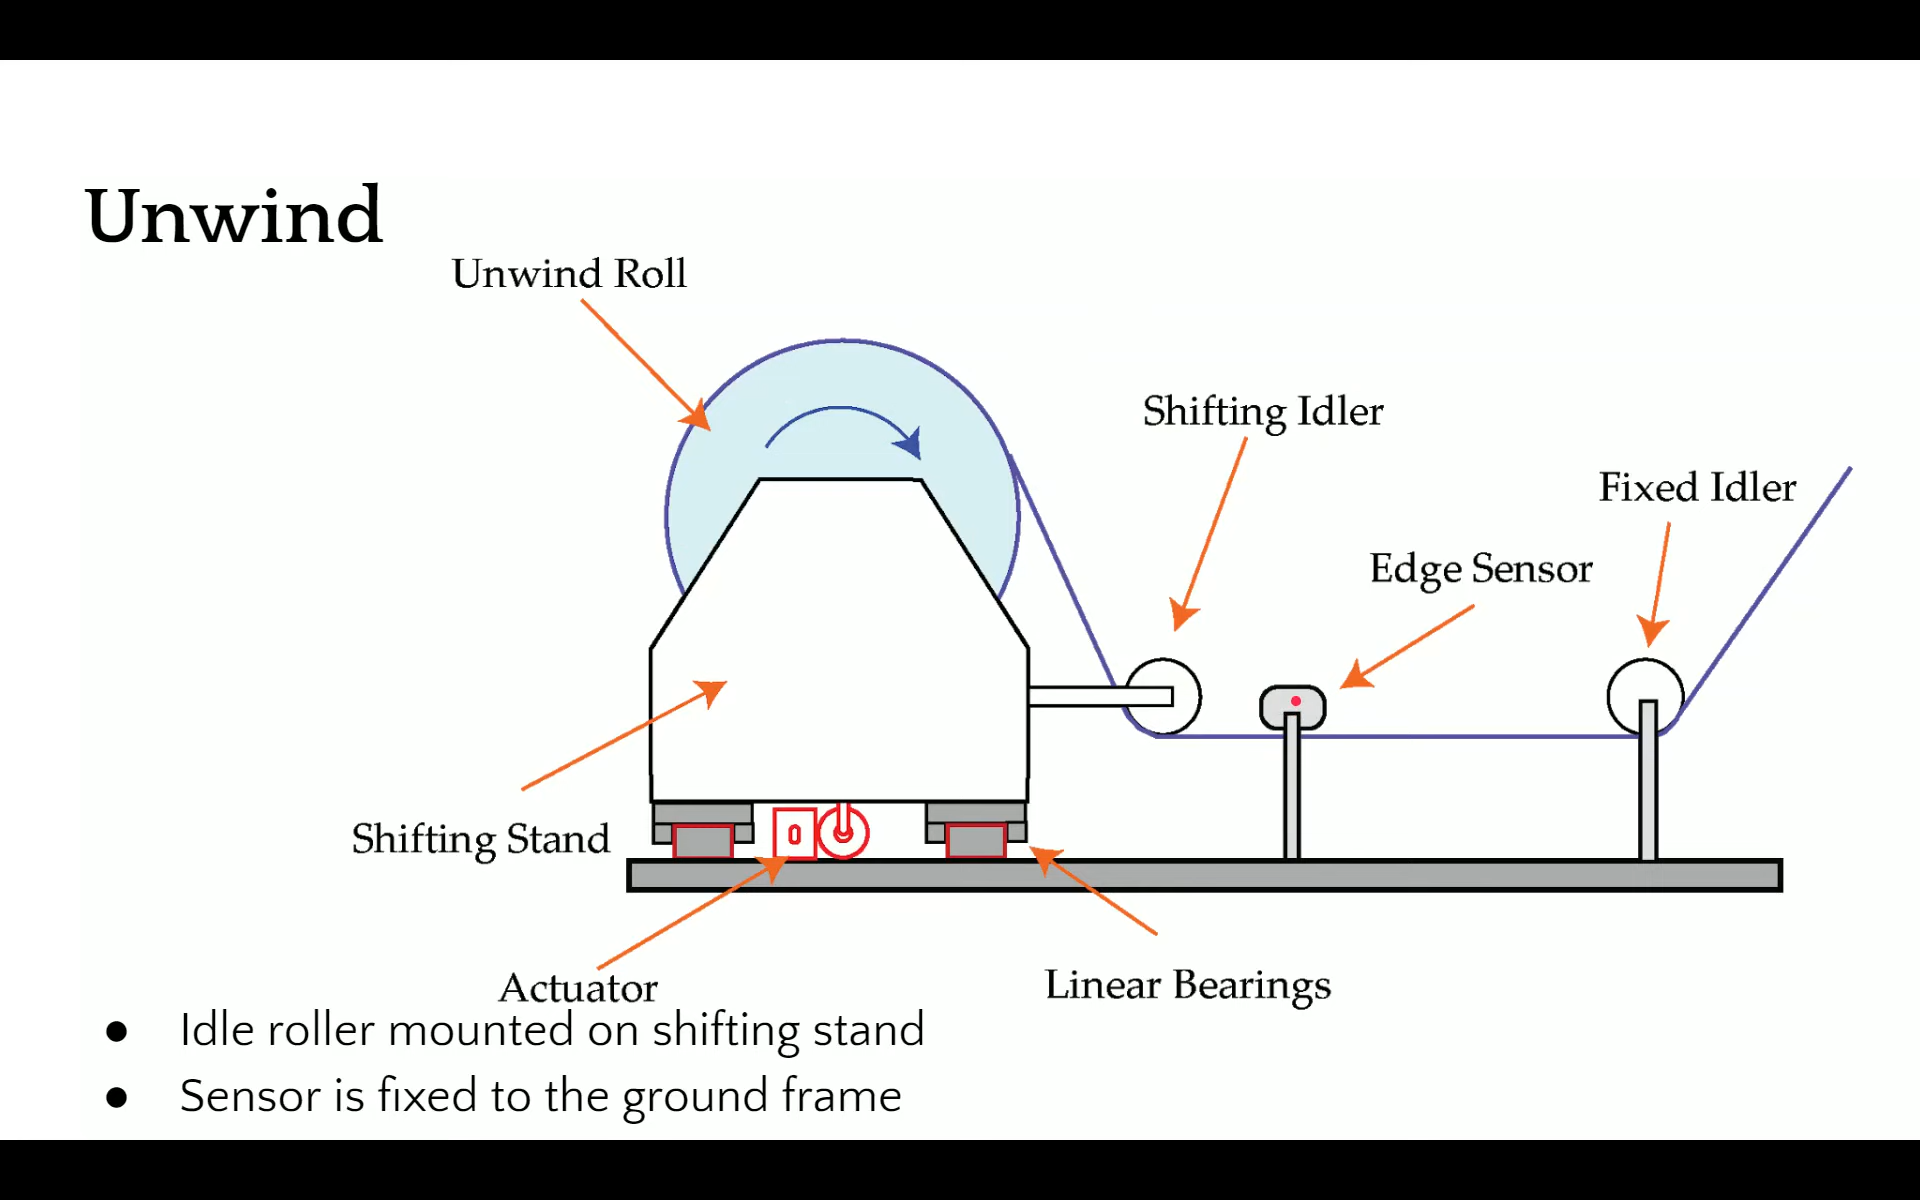 Unwind
Unwind Roll
Shifting Idler
Fixed Idler
Edge Sensor
Shifting Stand
Actuator
Linear Bearings
● Idle roller mounted on shifting stand
● Sensor is fixed to the ground frame